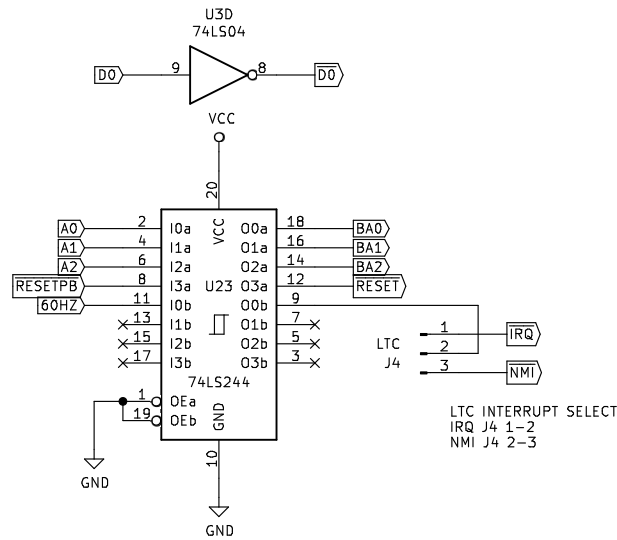 U3D
74LS04
D0 9 8 D0
VCC
20
VCC
A0 2 I0a O0a 18 BA0
A1 4 I1a O1a 16 BA1
A2 6 I2a O2a 14 BA2
RESETPB 8 I3a U23 O3a 12 RESET
60HZ 11 I0b O0b 9
13 I1b O1b 7
15 I2b O2b 5
17 I3b O3b 3
74LS244
1 OEa
19 OEb
GND
10
GND
GND
LTC
J4
1 IRQ
2
3 NMI
LTC INTERRUPT SELECT
IRQ J4 1-2
NMI J4 2-3